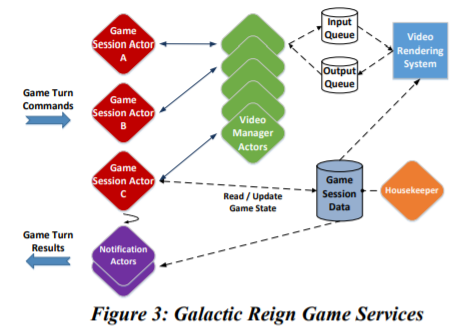 Game
Session Actor
A
Game
Session Actor
B
Game
Session Actor
C
Game Turn
Commands
Game Turn
Results
Notification
Actors
Video
Manager
Actors
Input
Queue
Output
Queue
Video
Rendering
System
Game
Session
Data
Housekeeper
Read / Update
Game State
Figure 3: Galactic Reign Game Services